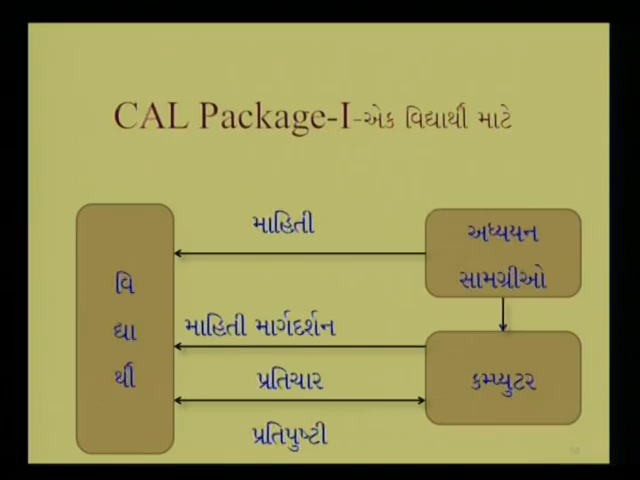 CAL Package-I-એક વિદ્યાર્થી માટે
માહિતી
અધ્યયન
સામગ્રીઓ
વિ
દ્યા
ર્થી
માહિતી માર્ગદર્શન
પ્રતિચાર
કમ્પ્યુટર
પ્રતિપુષ્ટી